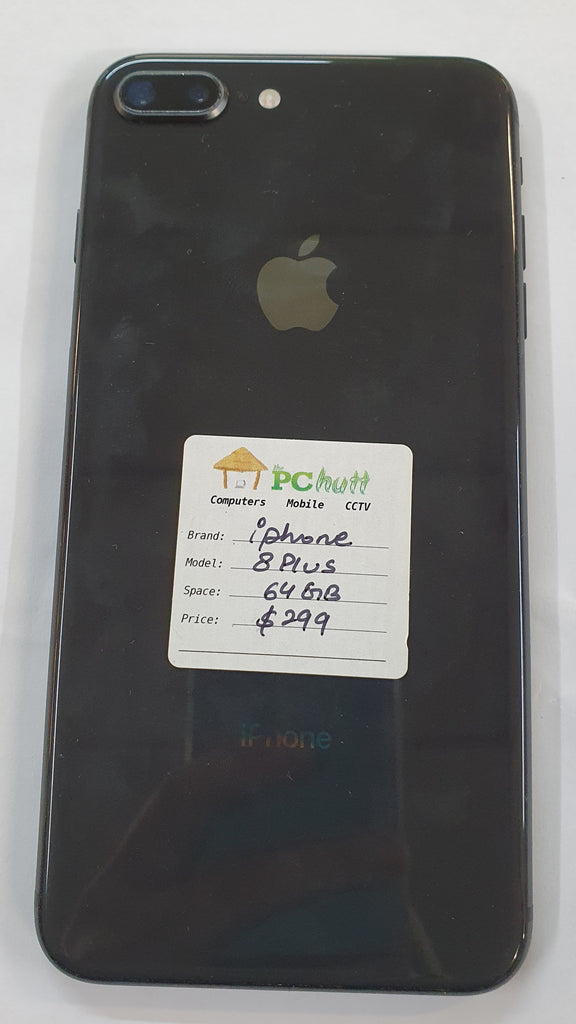 the PC hutt
Computers Mobile CCTV
Brand: iphone
Model: 8 Plus
Space: 64 GB
Price: $299
iPhone